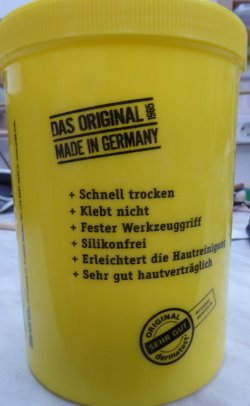 DAS ORIGINAL 1985
MADE IN GERMANY
+ Schnell trocken
+ Klebt nicht
+ Fester Werkzeuggriff
+ Silikonfrei
+ Erleichtert die Hautreinigung
+ Sehr gut hautverträglich
ORIGINAL
SEHR GUT
dermatest